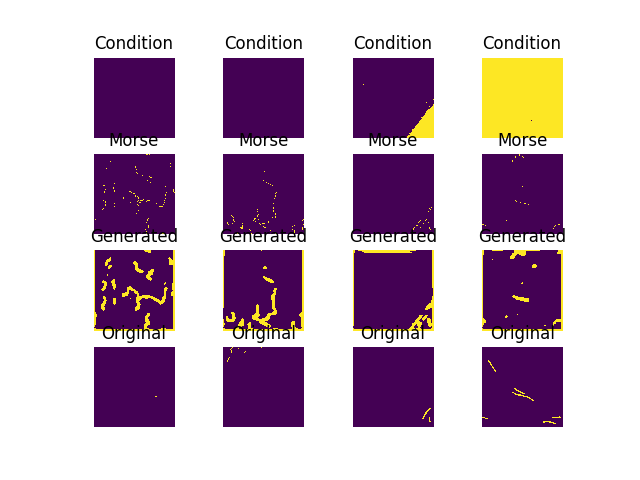 Condition Condition Condition Condition
Morse Morse Morse Morse
Generated Generated Generated Generated
Original Original Original Original